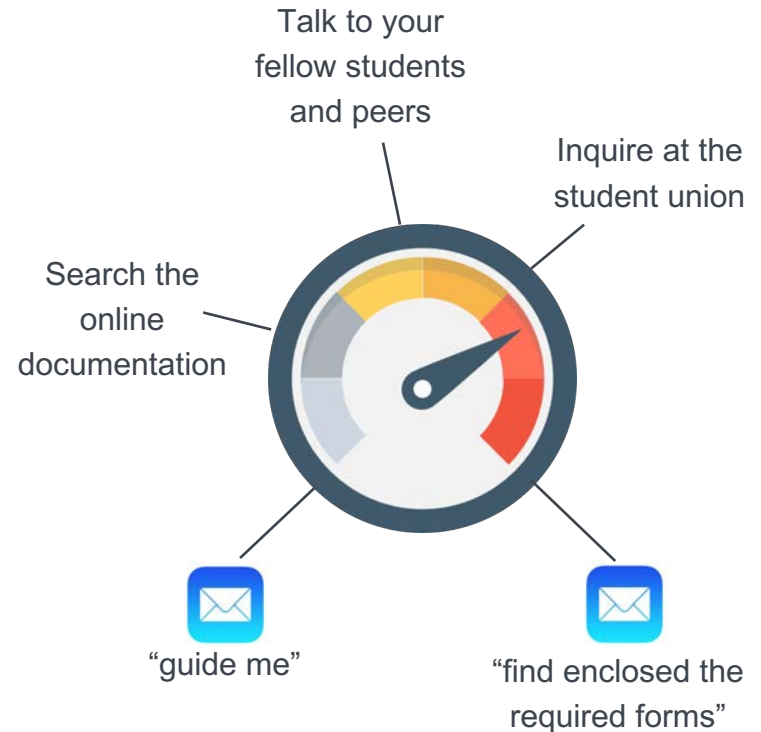 Talk to your
fellow students
and peers
Inquire at the
student union
Search the
online
documentation
“guide me”
“find enclosed the
required forms”